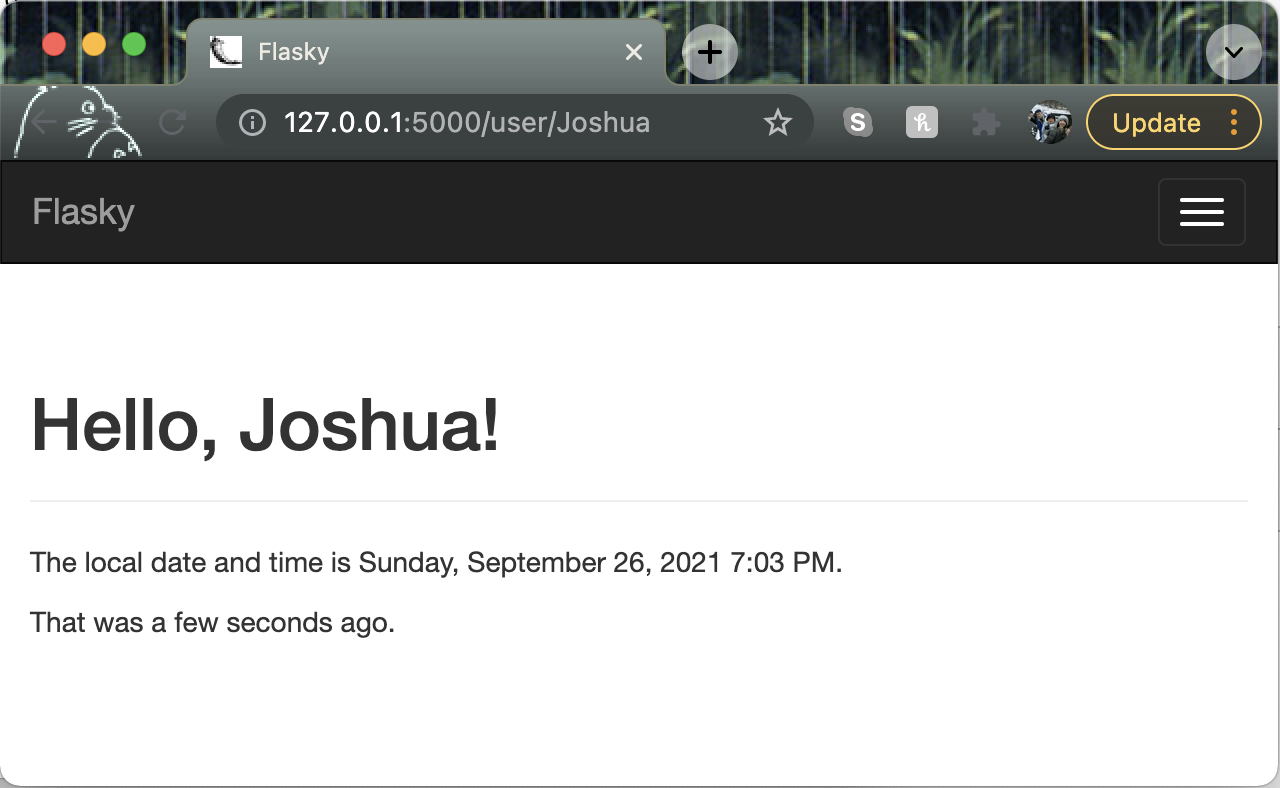 Flasky
127.0.0.1:5000/user/Joshua
S
h
Update
Flasky
Hello, Joshua!
The local date and time is Sunday, September 26, 2021 7:03 PM.
That was a few seconds ago.